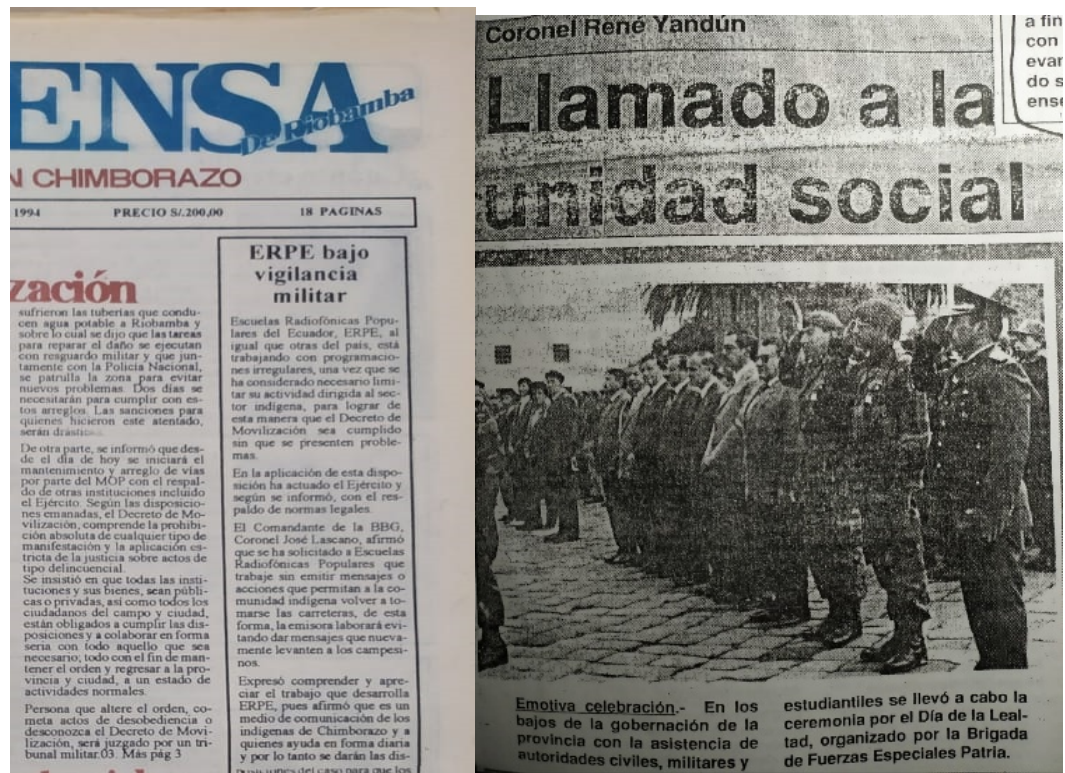 ENSA
De Riobamba
N CHIMBORAZO
1994 PRECIO S/.200,00 18 PAGINAS
zación
sufrieron las tuberías que condu-
cen agua potable a Riobamba y
sobre lo cual se dijo que las tareas
para reparar el daño se ejecutan
con resguardo militar y que jun-
tamente con la Policía Nacional,
se patrulla la zona para evitar
nuevos problemas. Dos días se
necesitarán para cumplir con es-
tos arreglos. Las sanciones para
quienes hicieron este atentado,
serán drásticas
De otra parte, se informó que des-
de el día de hoy se iniciará el
mantenimiento y arreglo de vías
por parte del MOP con el respal-
do de otras instituciones incluido
el Ejército. Según las disposicio-
nes emanadas, el Decreto de Mo-
vilización, comprende la prohibi-
ción absoluta de cualquier tipo de
manifestación y la aplicación es-
tricta de la justicia sobre actos de
tipo delincuencial.
Se insistió en que todas las insti-
tuciones y sus bienes, sean públi-
cas o privadas, así como todos los
ciudadanos del campo y ciudad,
están obligados a cumplir las dis-
posiciones y a colaborar en forma
seria con todo aquello que sea
necesario; todo con el fin de man-
tener el orden y regresar a la pro-
vincia y ciudad, a un estado de
actividades normales.
Persona que altere el orden, co-
meta actos de desobediencia o
desconozca el Decreto de Movi-
lización, será juzgado por un tri-
bunal militar.03. Más pág 3
ERPE bajo
vigilancia
militar
Escuelas Radiofónicas Popu-
lares del Ecuador, ERPE, al
igual que otras del país, está
trabajando con programacio-
nes irregulares, una vez que se
ha considerado necesario limi-
tar su actividad dirigida al sec-
tor indígena, para lograr de
esta manera que el Decreto de
Movilización sea cumplido
sin que se presenten proble-
mas.
En la aplicación de esta dispo-
sición ha actuado el Ejército y
según se informó, con el res-
paldo de normas legales.
El Comandante de la BBG,
Coronel José Lascano, afirmó
que se ha solicitado a Escuelas
Radiofónicas Populares que
trabaje sin emitir mensajes o
acciones que permitan a la co-
munidad indígena volver a to-
marse las carreteras, de esta
forma, la emisora laborará evi-
tando dar mensajes que nueva-
mente levanten a los campesi-
nos.
Expresó comprender y apre-
ciar el trabajo que desarrolla
ERPE, pues afirmó que es un
medio de comunicación de los
indígenas de Chimborazo y a
quienes ayuda en forma diaria
y por lo tanto se darán las dis-
posiciones del caso para que los
Coronel René Yandún
Llamado a la
unidad social
a fin
con
evan
do s
ense
Emotiva celebración.- En los
bajos de la gobernación de la
provincia con la asistencia de
autoridades civiles, militares y
estudiantiles se llevó a cabo la
ceremonia por el Día de la Leal-
tad, organizado por la Brigada
de Fuerzas Especiales Patria.